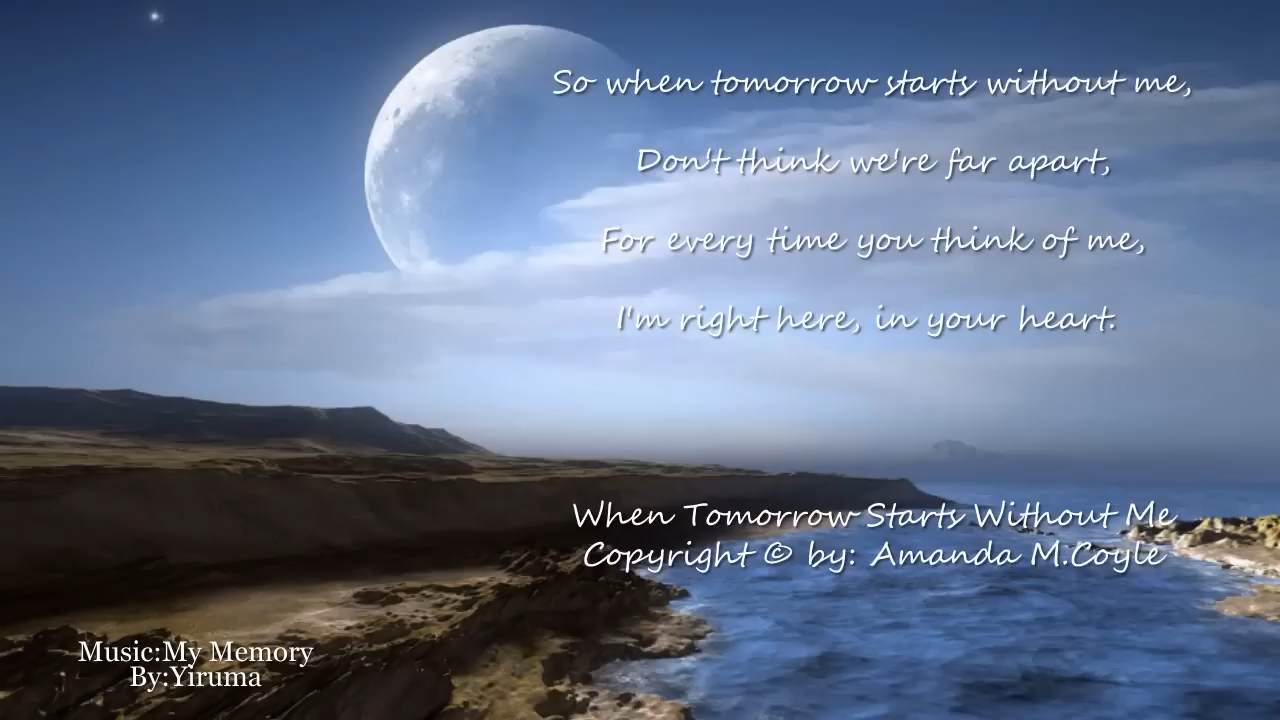 So when tomorrow starts without me,
Don't think we're far apart,
For every time you think of me,
I'm right here, in your heart.
When Tomorrow Starts Without Me
Copyright © by: Amanda M.Coyle
Music:My Memory
By:Yiruma